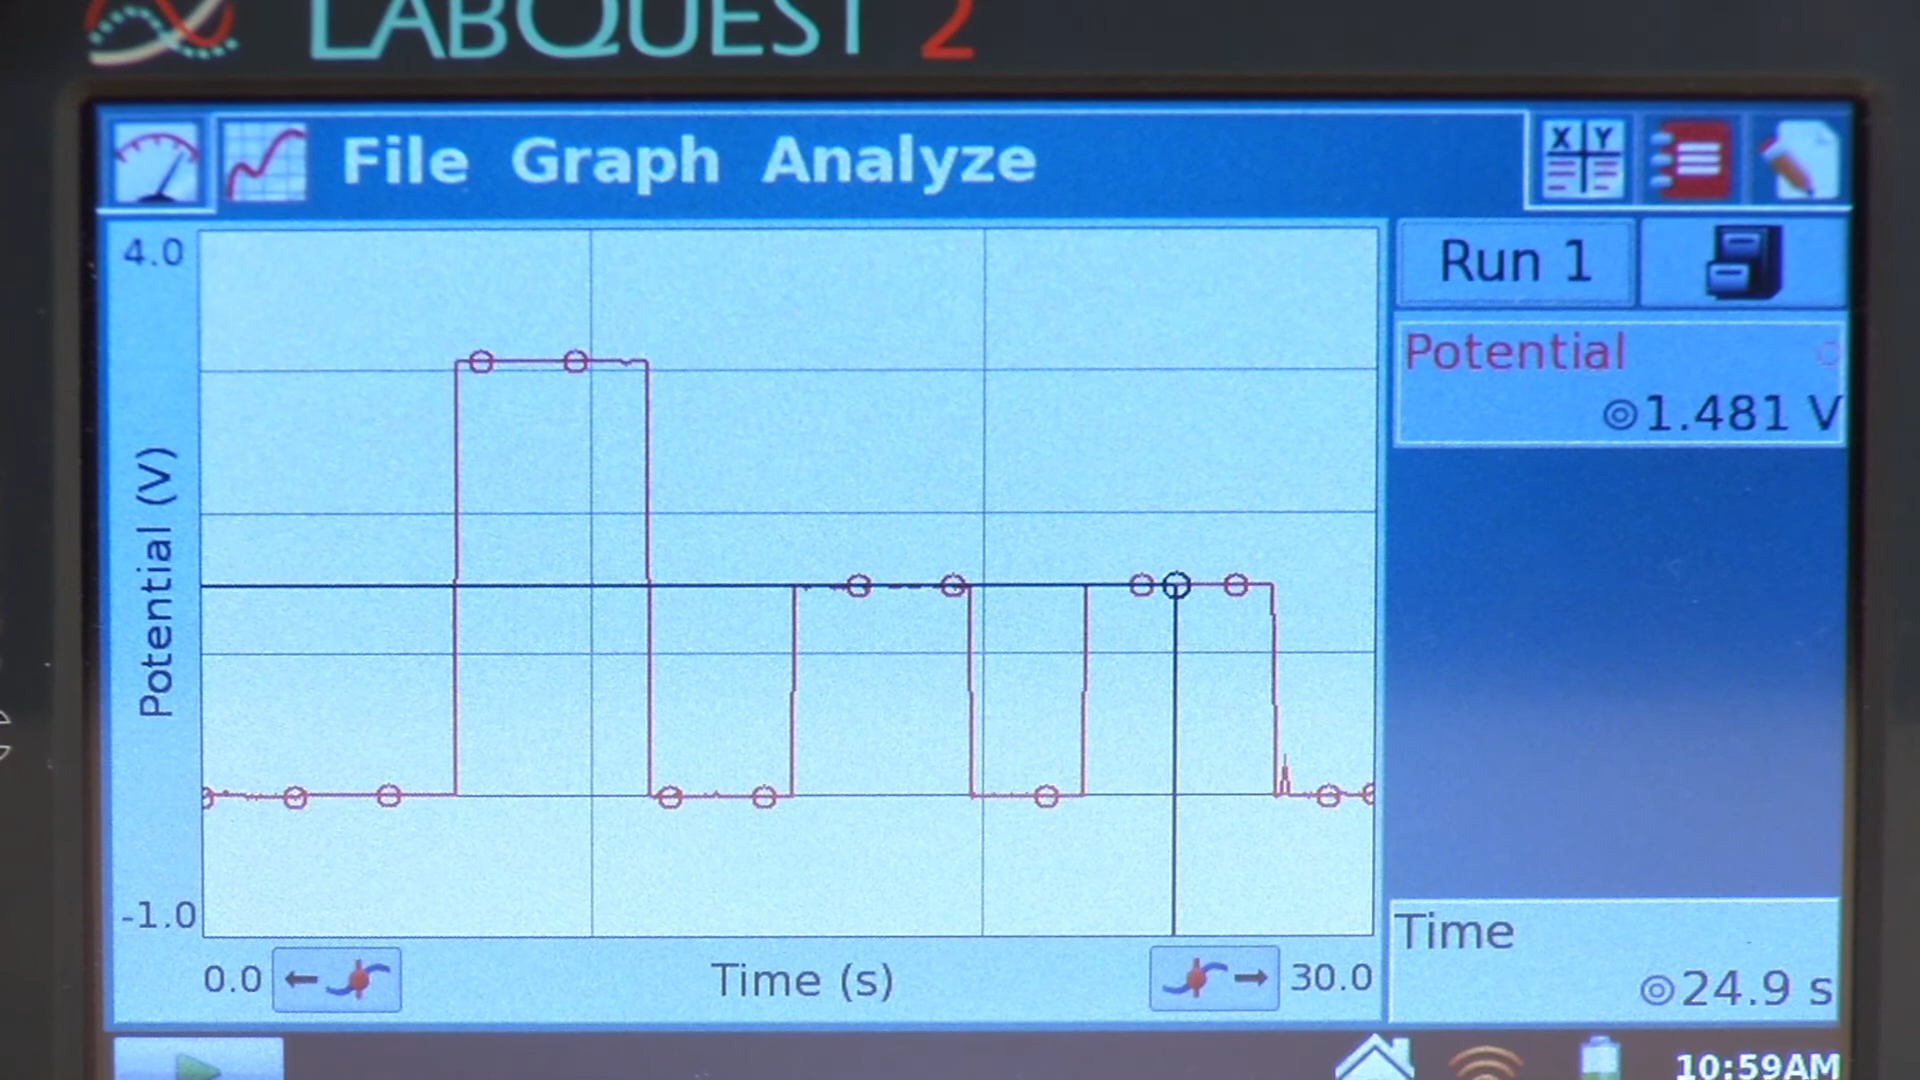 LABQUEST 2
File Graph Analyze
X Y
4.0
Run 1
Potential
1.481 V
Potential (V)
-1.0
0.0
Time (s)
30.0
Time
24.9 s
10:59AM